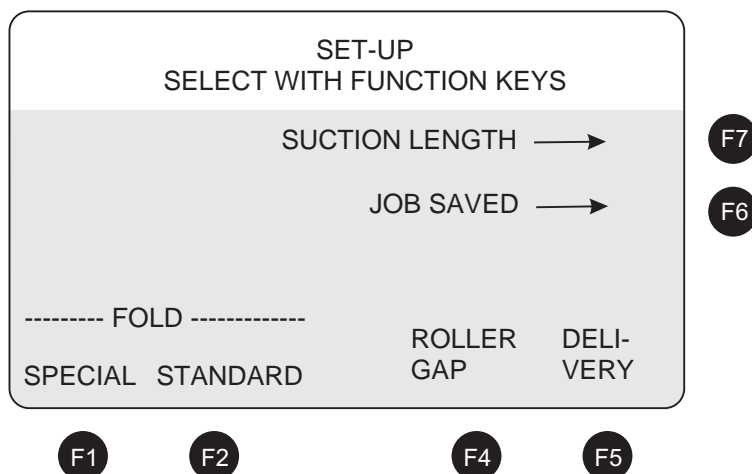 SET-UP
SELECT WITH FUNCTION KEYS
SUCTION LENGTH
F7
JOB SAVED
F6
--------- FOLD -------------
SPECIAL STANDARD
ROLLER
GAP
DELI-
VERY
F1 F2 F4 F5